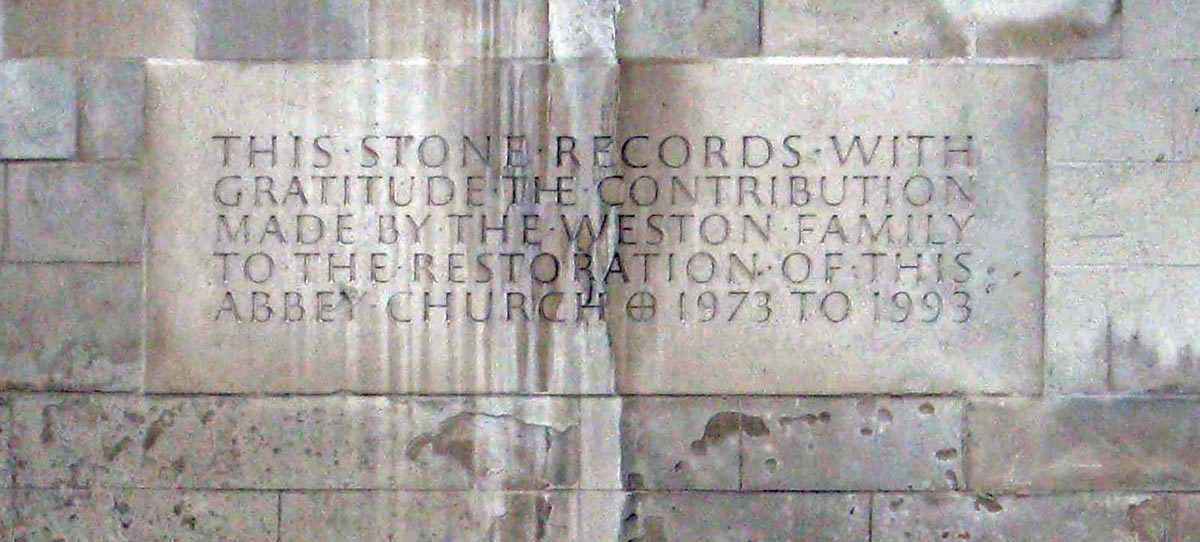 THIS·STONE·RECORDS·WITH
GRATITUDE·THE·CONTRIBUTION
MADE·BY·THE·WESTON·FAMILY
TO·THE·RESTORATION·OF·THIS
ABBEY·CHURCH ⊕ 1973 TO 1993